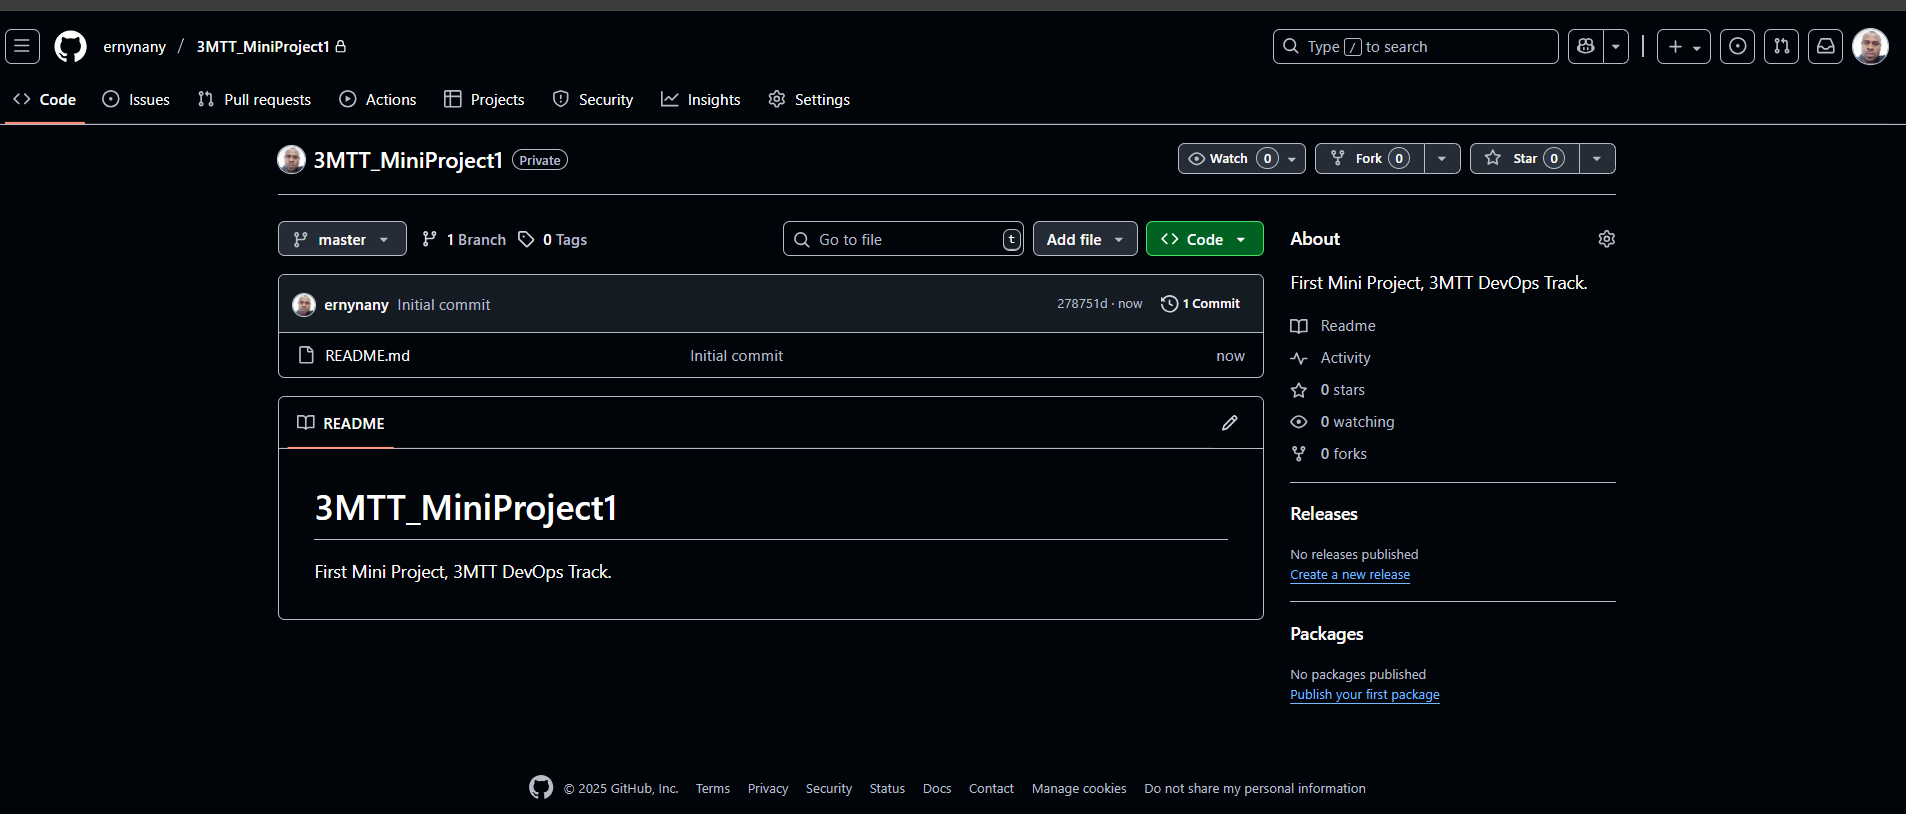 ernynany / 3MTT_MiniProject1
Type / to search
Code Issues Pull requests Actions Projects Security Insights Settings
3MTT_MiniProject1 Private
Watch 0 Fork 0 Star 0
master 1 Branch 0 Tags
Go to file t Add file Code
ernynany Initial commit 278751d · now 1 Commit
README.md Initial commit now
README
3MTT_MiniProject1
First Mini Project, 3MTT DevOps Track.
About
First Mini Project, 3MTT DevOps Track.
Readme
Activity
0 stars
0 watching
0 forks
Releases
No releases published
Create a new release
Packages
No packages published
Publish your first package
© 2025 GitHub, Inc. Terms Privacy Security Status Docs Contact Manage cookies Do not share my personal information